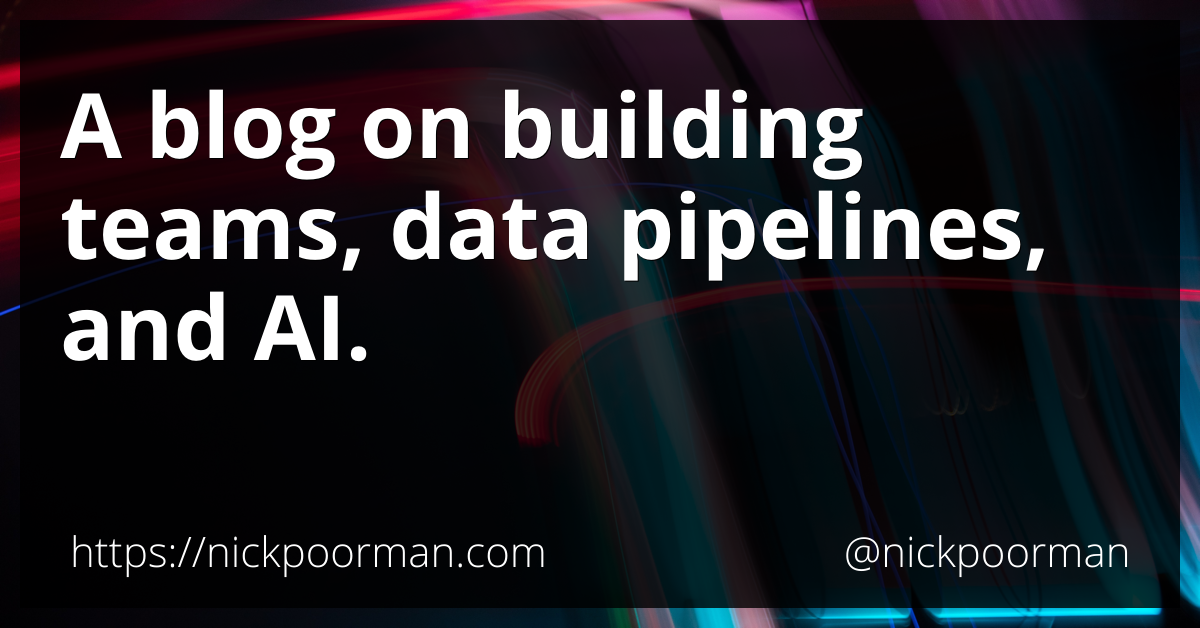 A blog on building
teams, data pipelines,
and AI.
https://nickpoorman.com
@nickpoorman